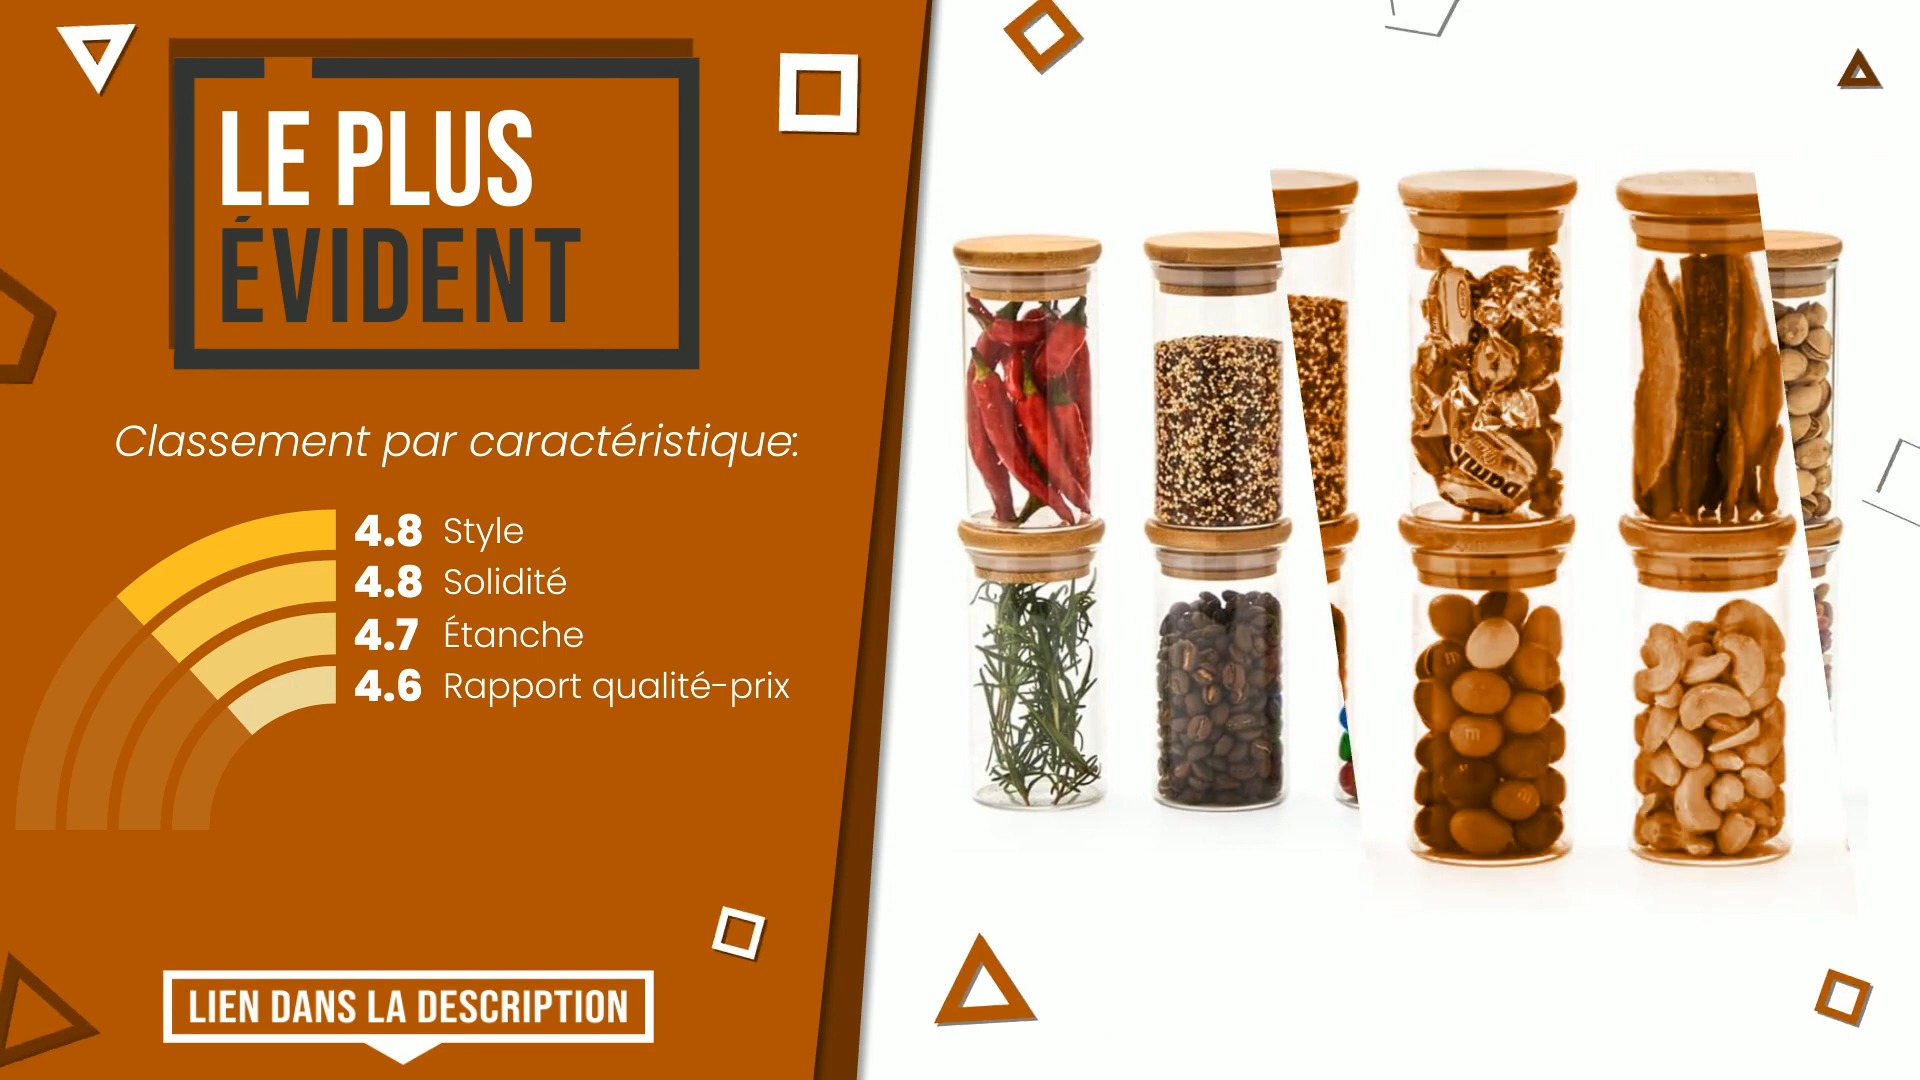 LE PLUS
ÉVIDENT
Classement par caractéristique:
4.8 Style
4.8 Solidité
4.7 Étanche
4.6 Rapport qualité-prix
LIEN DANS LA DESCRIPTION